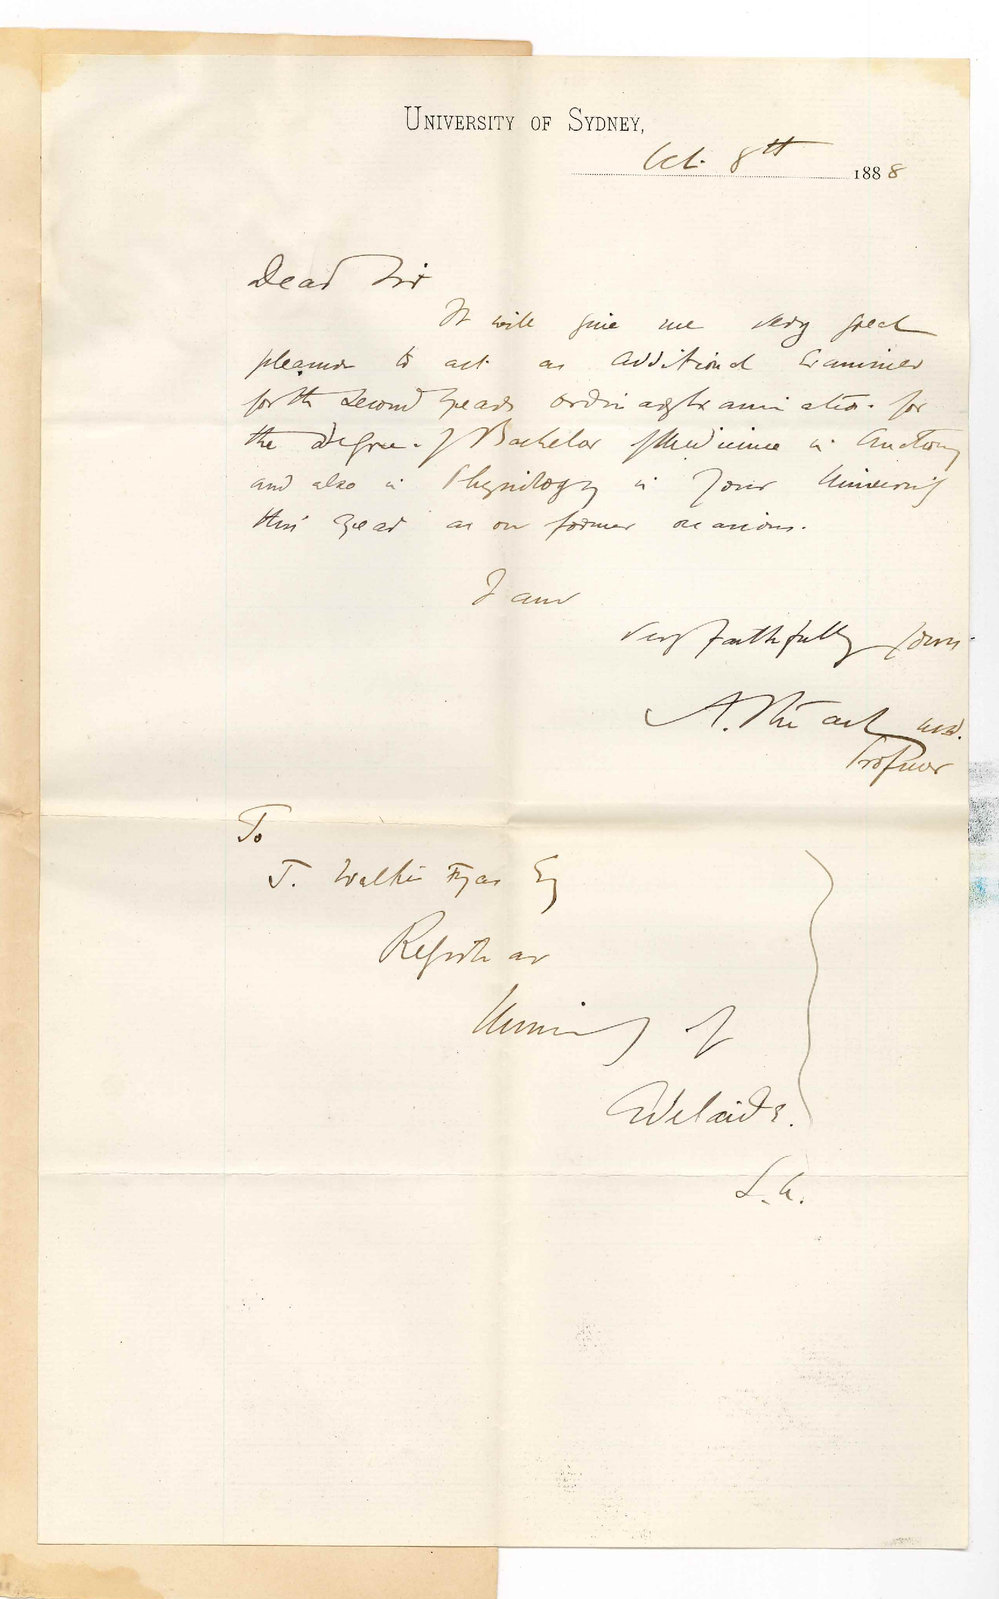 UNIVERSITY OF SYDNEY,
Oct. 8th 1888
Dear Sir
It will give me very great
pleasure to act as additional Examiner
for the Second Years ordinary Examination for
the degree of Bachelor of Medicine in Anatomy
and also in Physiology in your University
this year as on former occasions.
I am
Very faithfully yours
A. Stuart M.D.
Professor
To
J. Walter Tyas Esq
Registrar
University of
Adelaide.
S.A.